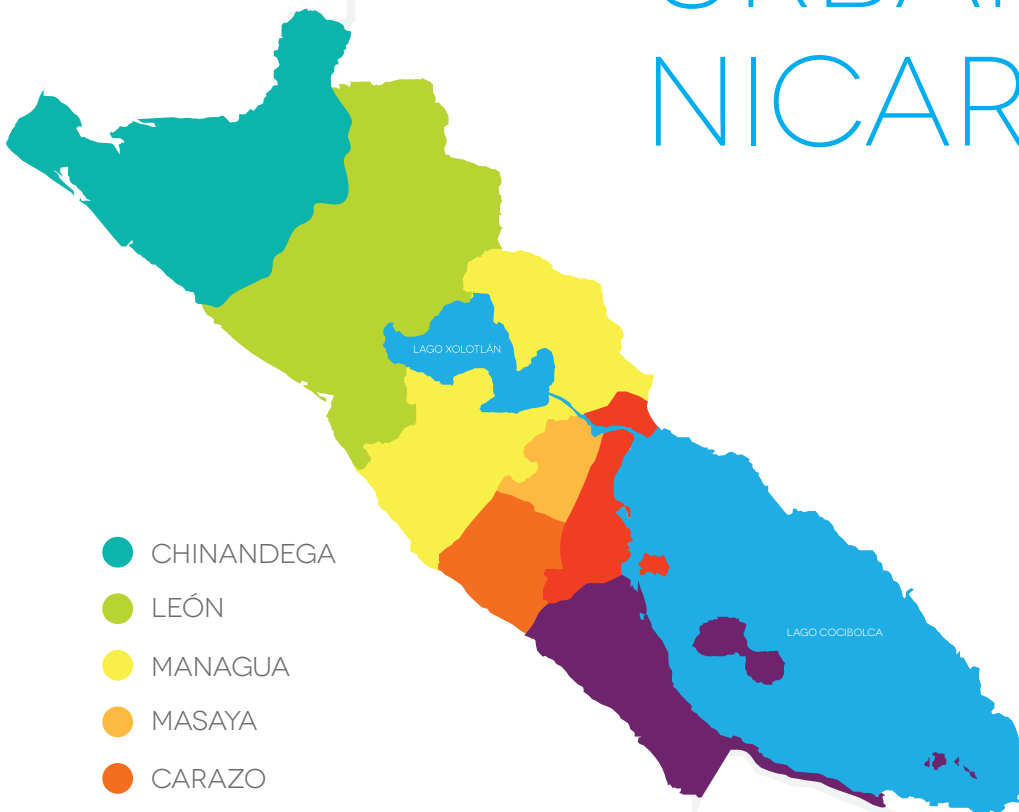 NICAR
LAGO XOLOTLÁN
LAGO COCIBOLCA
CHINANDEGA
LEÓN
MANAGUA
MASAYA
CARAZO